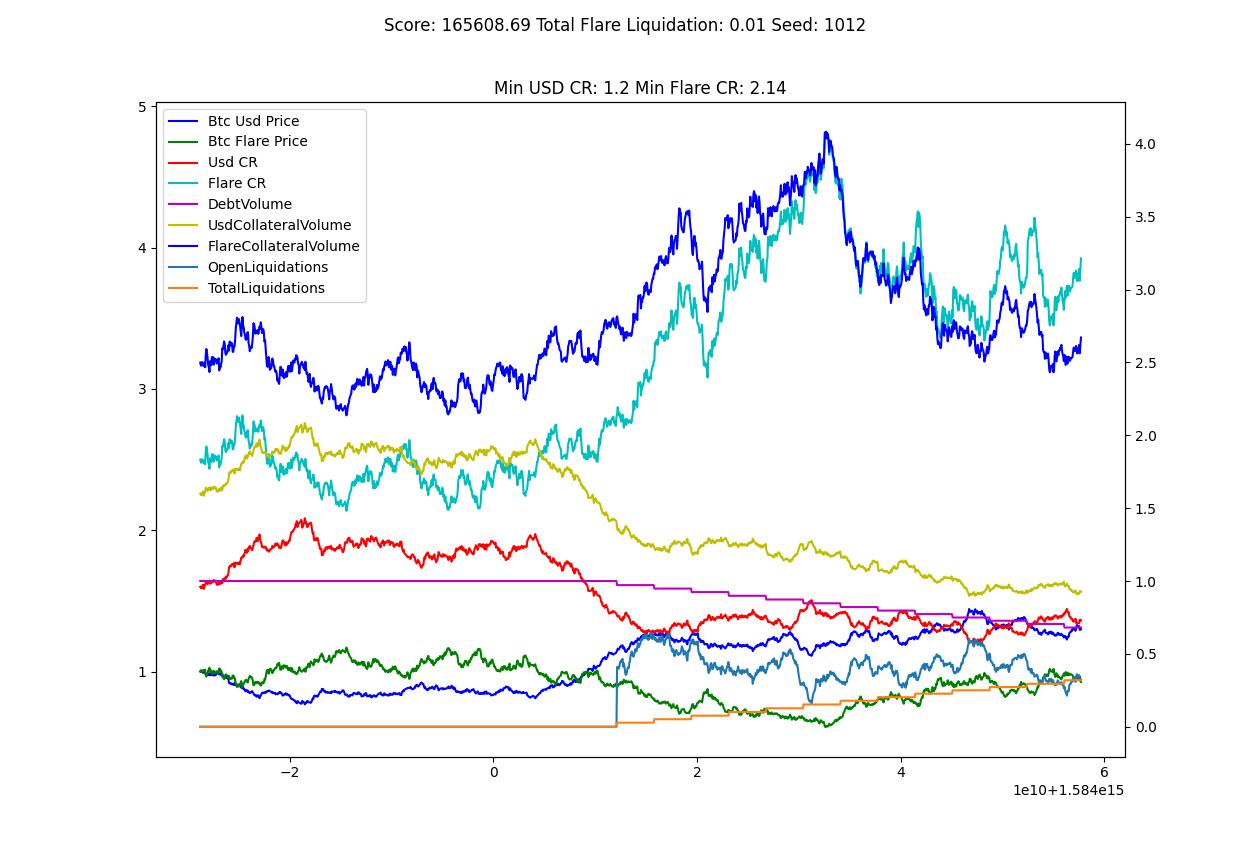 Score: 165608.69 Total Flare Liquidation: 0.01 Seed: 1012
Min USD CR: 1.2 Min Flare CR: 2.14
Btc Usd Price
Btc Flare Price
Usd CR
Flare CR
DebtVolume
UsdCollateralVolume
FlareCollateralVolume
OpenLiquidations
TotalLiquidations
5
4
3
2
1
4.0
3.5
3.0
2.5
2.0
1.5
1.0
0.5
0.0
−2
0
2
4
6
1e10+1.584e15